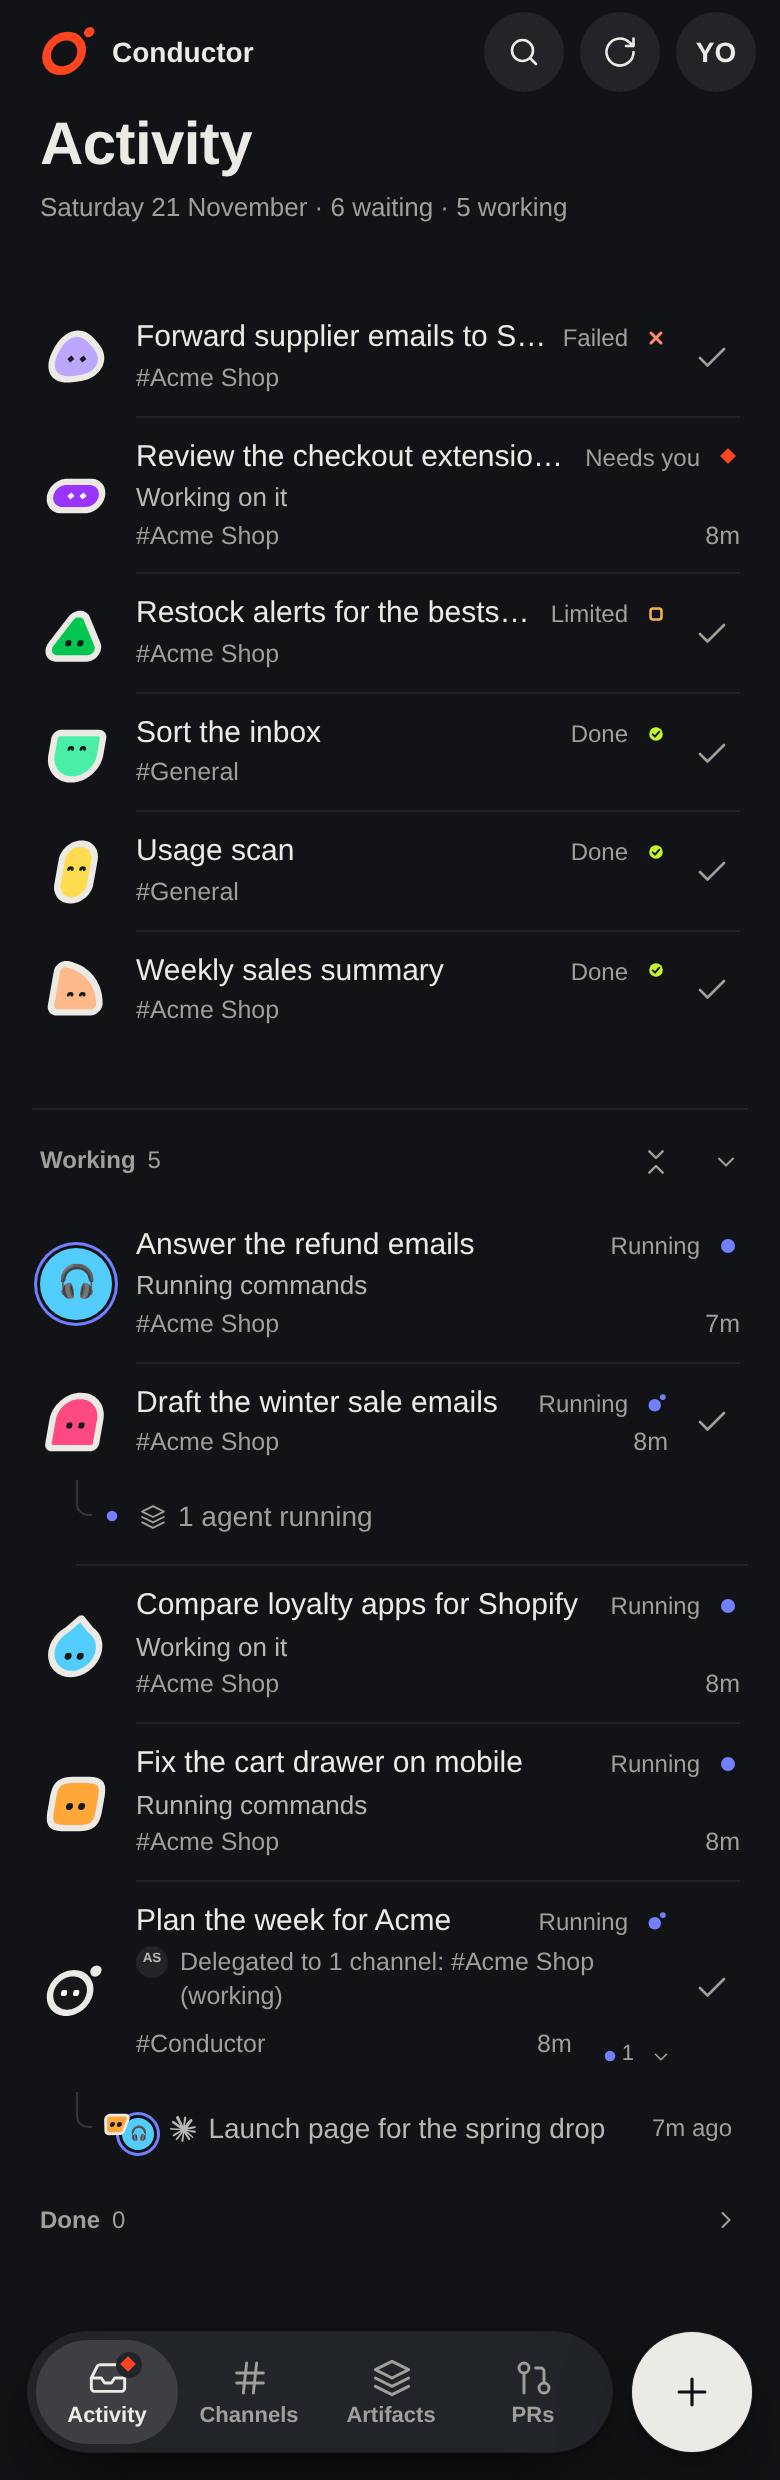 Conductor
YO
Activity
Saturday 21 November · 6 waiting · 5 working
Forward supplier emails to S… Failed
#Acme Shop
Review the checkout extensio… Needs you
Working on it
#Acme Shop 8m
Restock alerts for the bests… Limited
#Acme Shop
Sort the inbox Done
#General
Usage scan Done
#General
Weekly sales summary Done
#Acme Shop
Working 5
Answer the refund emails Running
Running commands
#Acme Shop 7m
Draft the winter sale emails Running
#Acme Shop 8m
1 agent running
Compare loyalty apps for Shopify Running
Working on it
#Acme Shop 8m
Fix the cart drawer on mobile Running
Running commands
#Acme Shop 8m
Plan the week for Acme Running
AS Delegated to 1 channel: #Acme Shop
(working)
#Conductor 8m 1
Launch page for the spring drop 7m ago
Done 0
Activity Channels Artifacts PRs